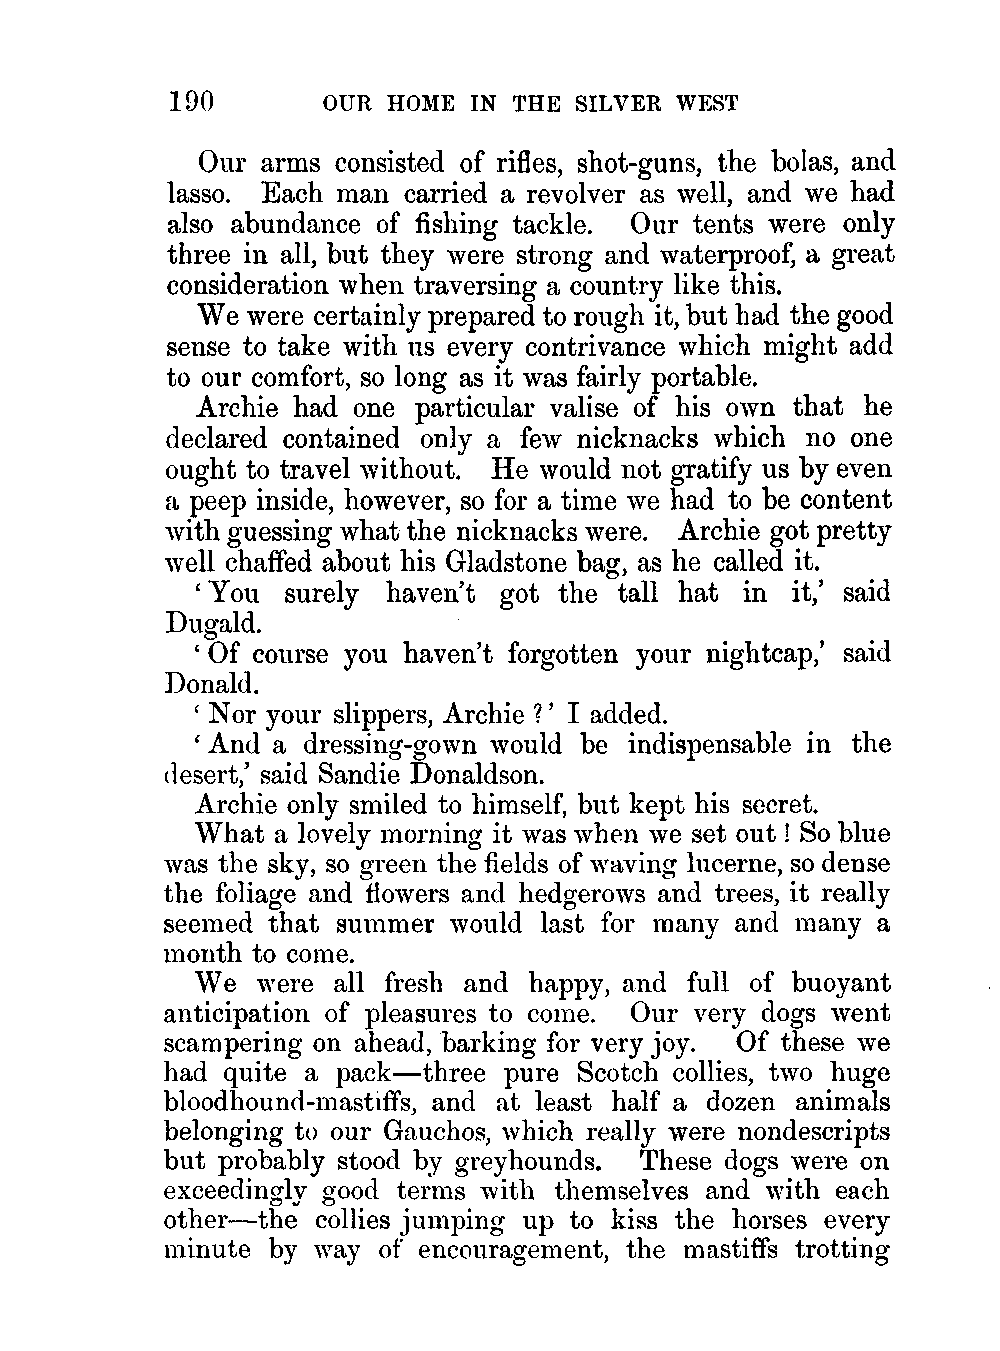 190 OUR HOME IN THE SILVER WEST
Our arms consisted of rifles, shot-guns, the bolas, and
lasso. Each man carried a revolver as well, and we had
also abundance of fishing tackle. Our tents were only
three in all, but they were strong and waterproof, a great
consideration when traversing a country like this.
We were certainly prepared to rough it, but had the good
sense to take with us every contrivance which might add
to our comfort, so long as it was fairly portable.
Archie had one particular valise of his own that he
declared contained only a few nicknacks which no one
ought to travel without. He would not gratify us by even
a peep inside, however, so for a time we had to be content
with guessing what the nicknacks were. Archie got pretty
well chaffed about his Gladstone bag, as he called it.
‘You surely haven't got the tall hat in it,’ said
Dugald.
‘Of course you haven't forgotten your nightcap,’ said
Donald.
‘Nor your slippers, Archie?’ I added.
‘And a dressing-gown would be indispensable in the
desert,’ said Sandie Donaldson.
Archie only smiled to himself, but kept his secret.
What a lovely morning it was when we set out! So blue
was the sky, so green the fields of waving lucerne, so dense
the foliage and flowers and hedgerows and trees, it really
seemed that summer would last for many and many a
month to come.
We were all fresh and happy, and full of buoyant
anticipation of pleasures to come. Our very dogs went
scampering on ahead, barking for very joy. Of these we
had quite a pack—three pure Scotch collies, two huge
bloodhound-mastiffs, and at least half a dozen animals
belonging to our Gauchos, which really were nondescripts
but probably stood by greyhounds. These dogs were on
exceedingly good terms with themselves and with each
other—the collies jumping up to kiss the horses every
minute by way of encouragement, the mastiffs trotting